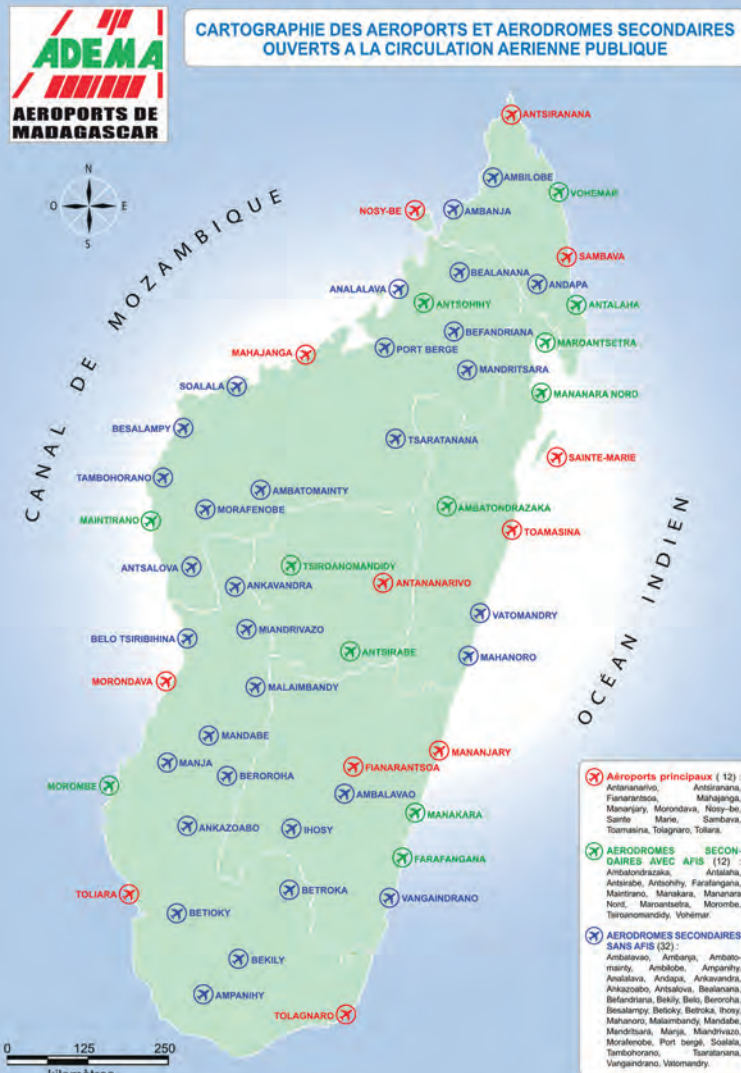 ADEMA
AEROPORTS DE
MADAGASCAR
CARTOGRAPHIE DES AEROPORTS ET AERODROMES SECONDAIRES
OUVERTS A LA CIRCULATION AERIENNE PUBLIQUE
N
O
E
S
CANAL DE MOZAMBIQUE
OCÉAN INDIEN
ANTSIRANANA
AMBILOBE
VOHEMAR
NOSY-BE
AMBANJA
SAMBAVA
BEALANANA
ANDAPA
ANALALAVA
ANTSOHIHY
ANTALAHA
BEFANDRIANA
MAROANTSETRA
PORT BERGE
MAHAJANGA
MANDRITSARA
SOALALA
MANANARA NORD
BESALAMPY
TSARATANANA
SAINTE-MARIE
TAMBOHORANO
AMBATOMAINTY
MORAFENOBE
AMBATONDRAZAKA
MAINTIRANO
TOAMASINA
ANTSALOVA
TSIROANOMANDIDY
ANKAVANDRA
ANTANANARIVO
VATOMANDRY
MIANDRIVAZO
BELO TSIRIBIHINA
ANTSIRABE
MAHANORO
MORONDAVA
MALAIMBANDY
MANDABE
MANANJARY
MANJA
FIANARANTSOA
BEROROHA
MOROMBE
AMBALAVAO
MANAKARA
ANKAZOABO
IHOSY
FARAFANGANA
BETROKA
TOLIARA
VANGAINDRANO
BETIOKY
BEKILY
AMPANIHY
TOLAGNARO
0 125 250
kilomètres
Aéroports principaux ( 12) :
Antananarivo, Antsiranana,
Fianarantsoa, Mahajanga,
Mananjary, Morondava, Nosy-be,
Sainte Marie, Sambava,
Toamasina, Tolagnaro, Toliara.
AERODROMES SECON-
DAIRES AVEC AFIS (12) :
Ambatondrazaka, Antalaha,
Antsirabe, Antsohihy, Farafangana,
Maintirano, Manakara, Mananara
Nord, Maroantsetra, Morombe,
Tsiroanomandidy, Vohémar.
AERODROMES SECONDAIRES
SANS AFIS (32) :
Ambalavao, Ambanja, Ambato-
mainty, Ambilobe, Ampanihy,
Analalava, Andapa, Ankavandra,
Ankazoabo, Antsalova, Bealanana,
Befandriana, Bekily, Belo, Beroroha,
Besalampy, Betioky, Betroka, Ihosy,
Mahanoro, Malaimbandy, Mandabe,
Mandritsara, Manja, Miandrivazo,
Morafenobe, Port bergé, Soalala,
Tambohorano, Tsaratanana,
Vangaindrano, Vatomandry.